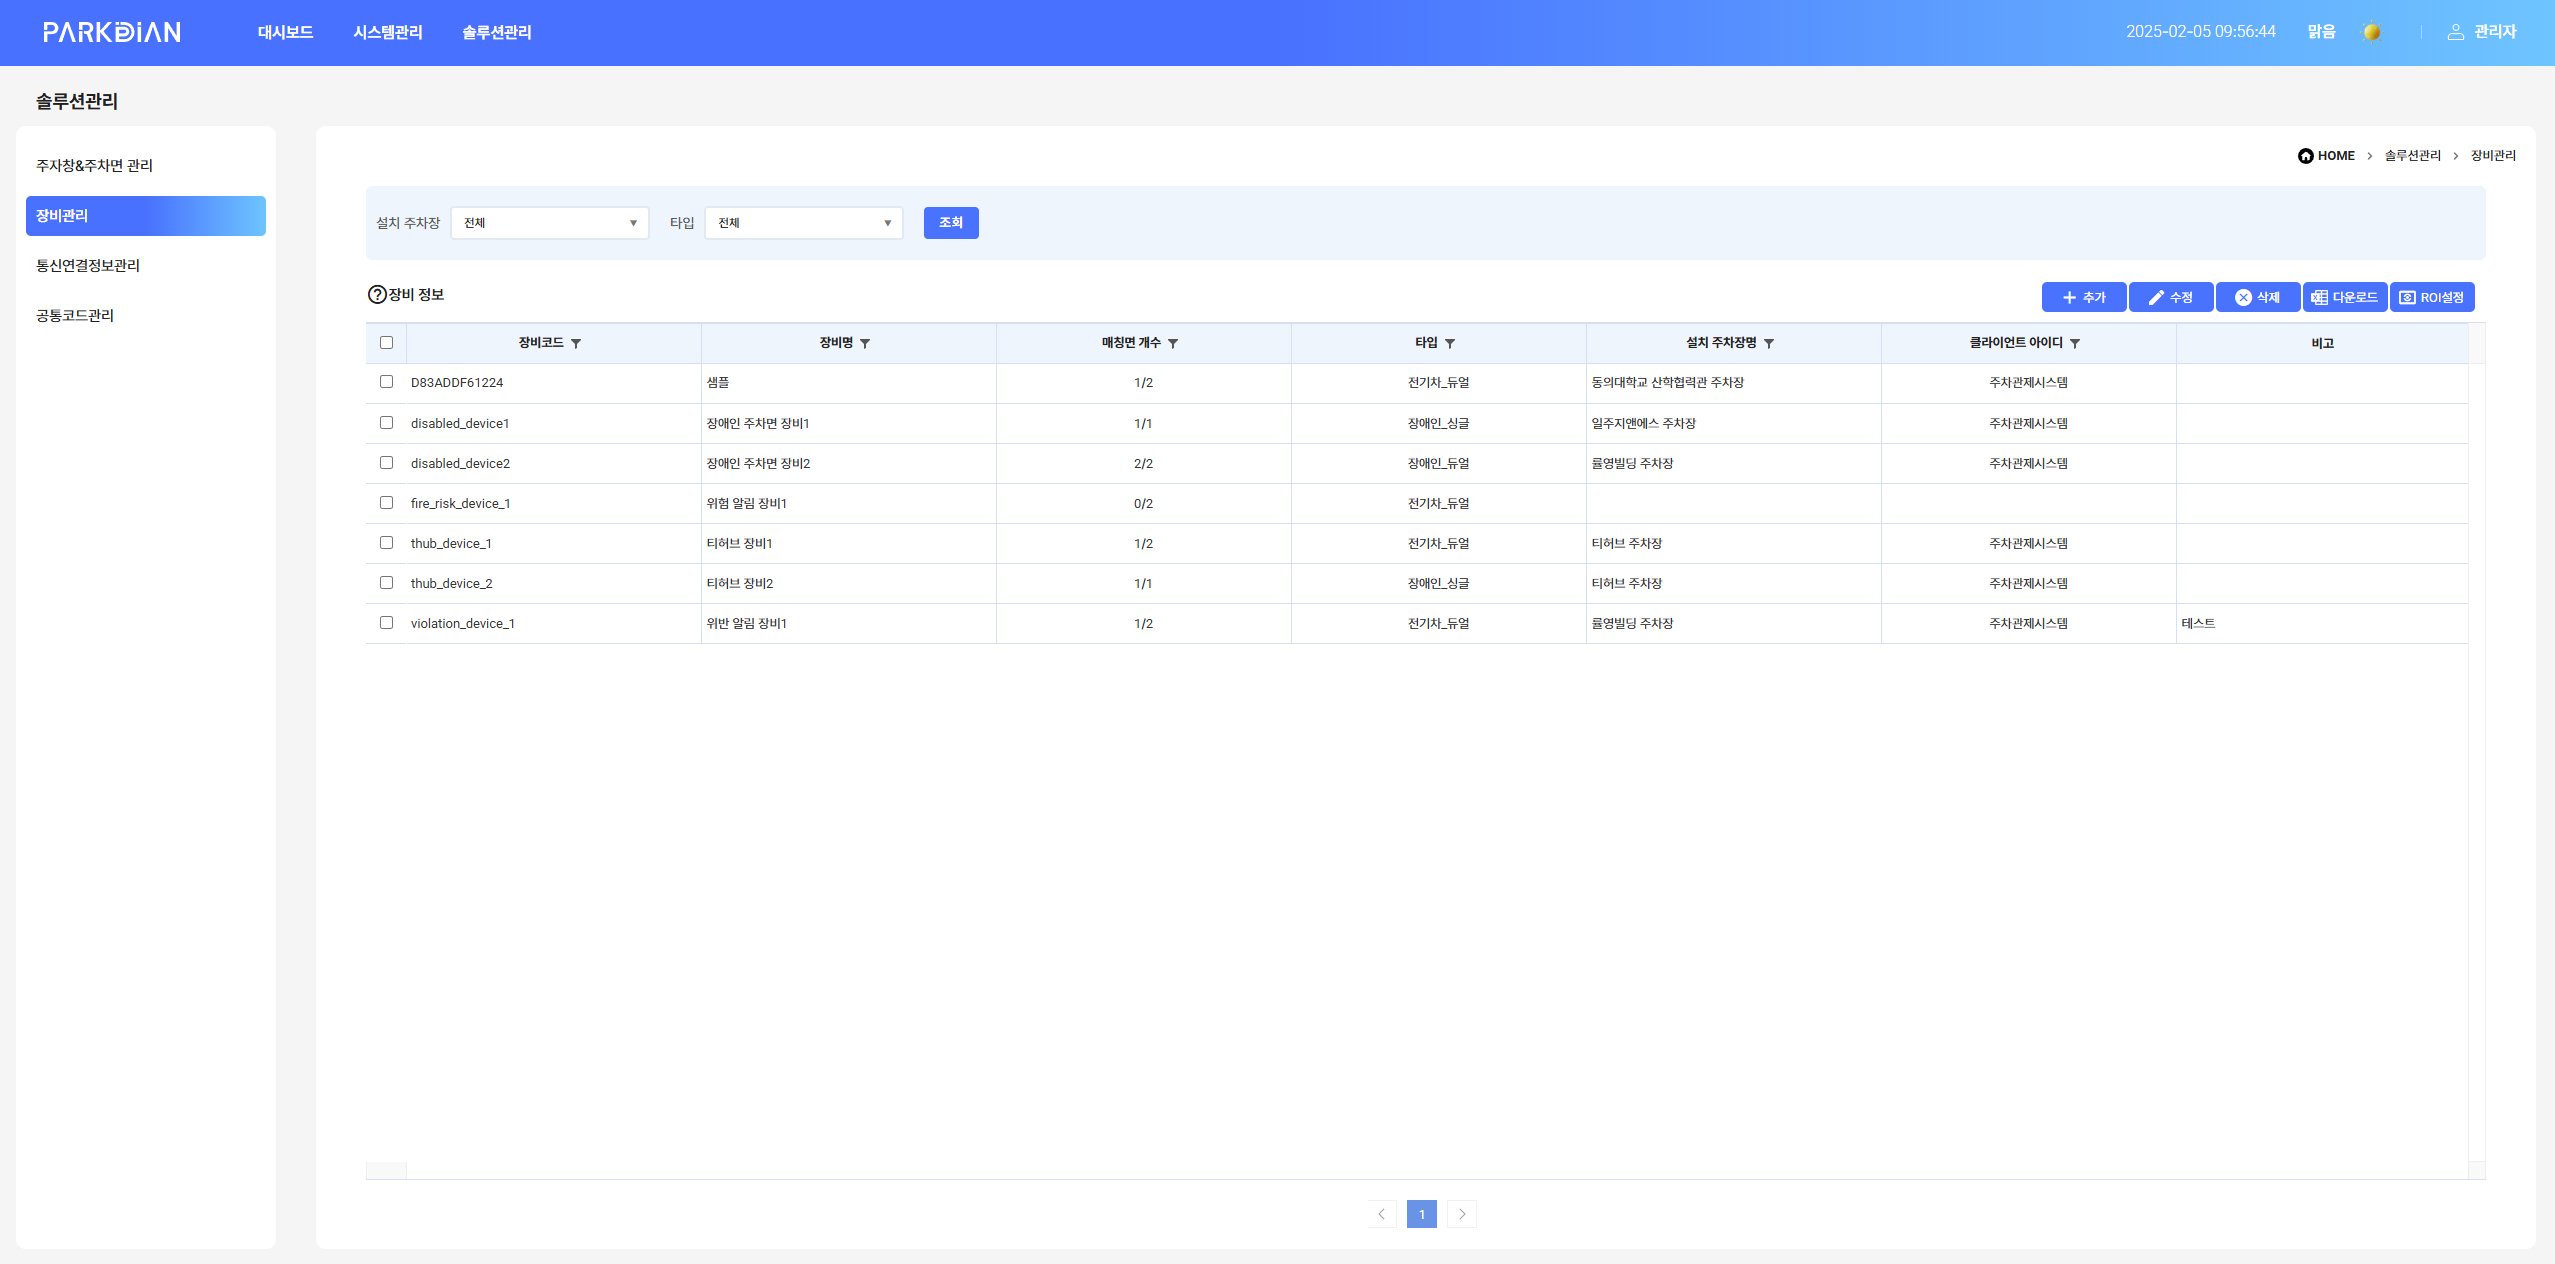 PARKDiAN 대시보드 시스템관리 솔루션관리 2025-02-05 09:56:44 맑음 관리자
솔루션관리
주자창&주차면 관리
장비관리
통신연결정보관리
공통코드관리
HOME > 솔루션관리 > 장비관리
설치 주차장 전체 타입 전체 조회
장비 정보 추가 수정 삭제 다운로드 ROI설정
장비코드 장비명 매칭면 개수 타입 설치 주차장명 클라이언트 아이디 비고
D83ADDF61224 샘플 1/2 전기차_듀얼 동의대학교 산학협력관 주차장 주차관제시스템
disabled_device1 장애인 주차면 장비1 1/1 장애인_싱글 일주지앤에스 주차장 주차관제시스템
disabled_device2 장애인 주차면 장비2 2/2 장애인_듀얼 률영빌딩 주차장 주차관제시스템
fire_risk_device_1 위험 알림 장비1 0/2 전기차_듀얼
thub_device_1 티허브 장비1 1/2 전기차_듀얼 티허브 주차장 주차관제시스템
thub_device_2 티허브 장비2 1/1 장애인_싱글 티허브 주차장 주차관제시스템
violation_device_1 위반 알림 장비1 1/2 전기차_듀얼 률영빌딩 주차장 주차관제시스템 테스트
1